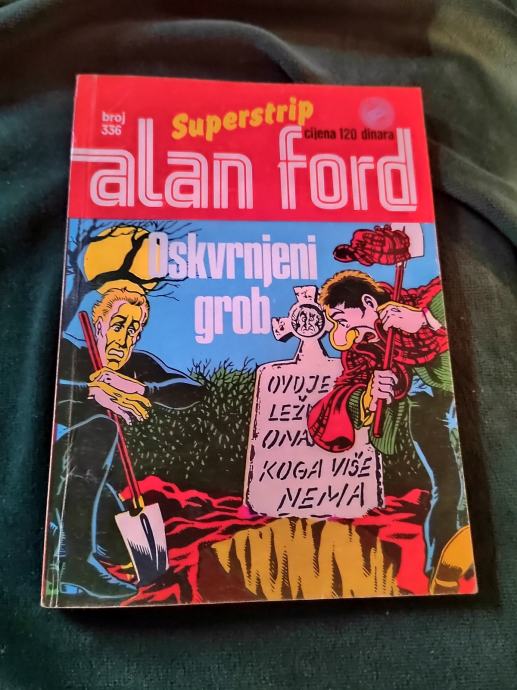 broj
336
Superstrip
cijena 120 dinara
alan ford
Oskvrnjeni
grob
OVDJE
LEŽI
ONAJ
KOGA VIŠE
NEMA